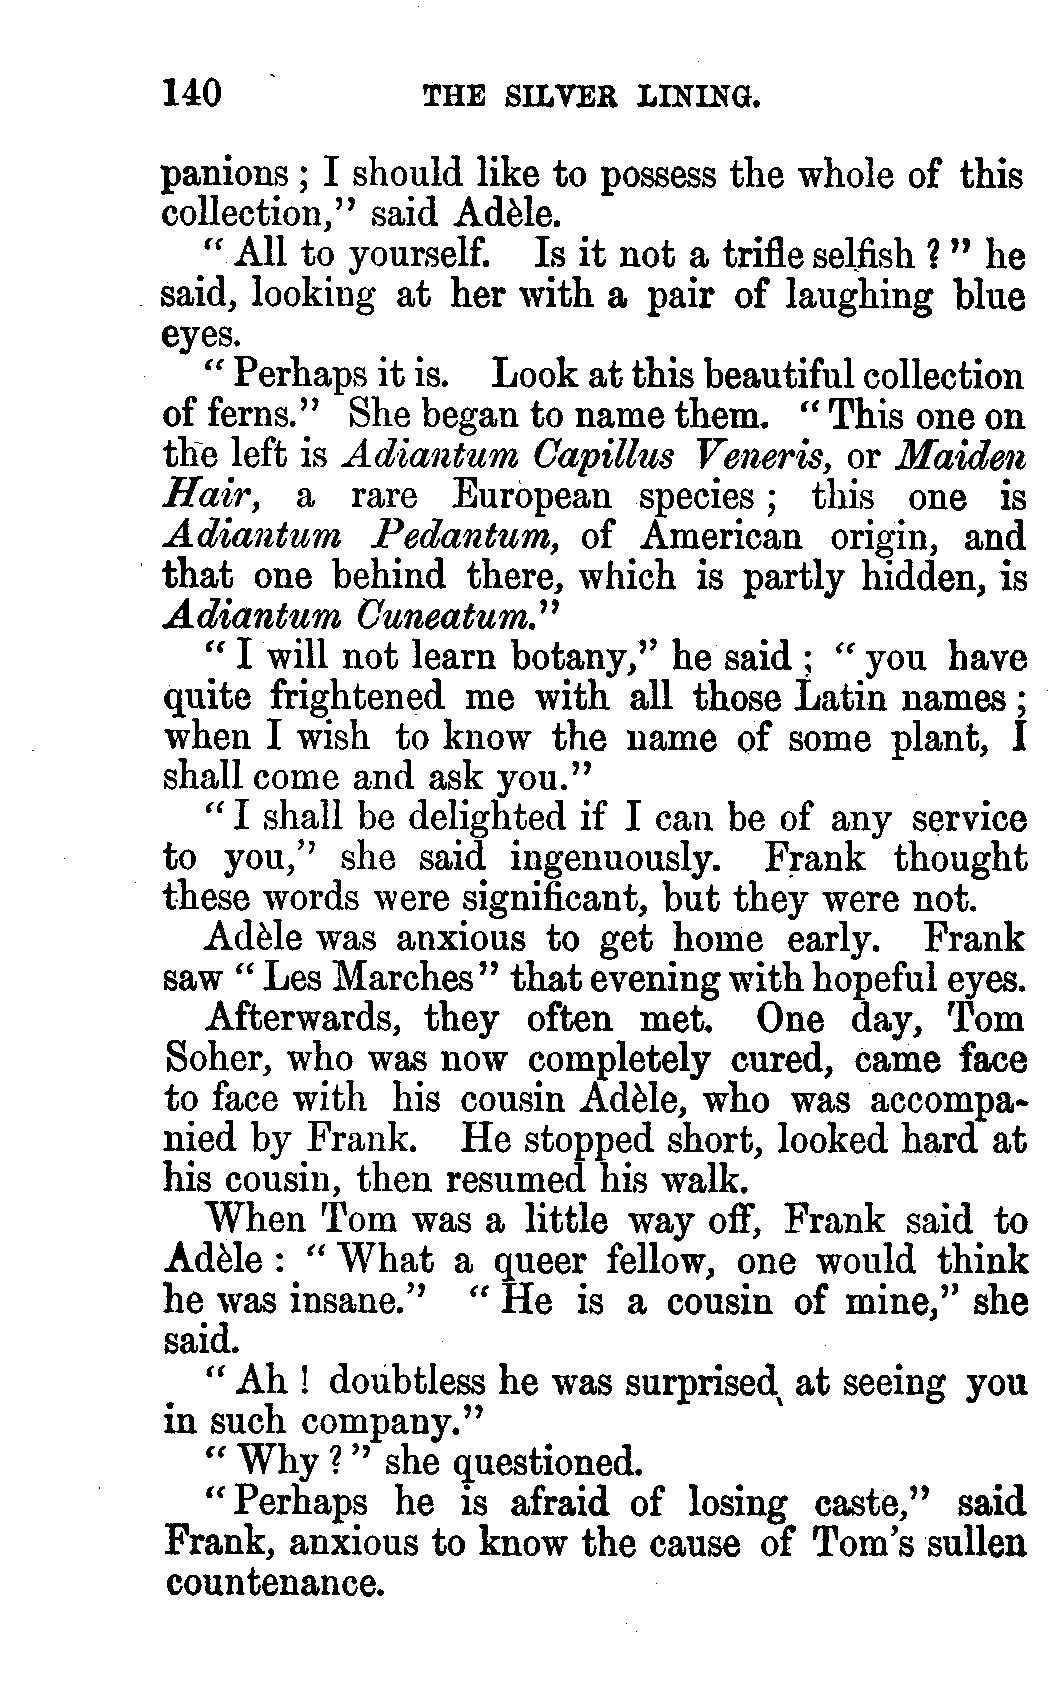 140 THE SILVER LINING.
panions ; I should like to possess the whole of this
collection," said Adèle.
" All to yourself. Is it not a trifle selfish ? " he
said, looking at her with a pair of laughing blue
eyes.
" Perhaps it is. Look at this beautiful collection
of ferns." She began to name them. " This one on
the left is Adiantum Capillus Veneris, or Maiden
Hair, a rare European species ; this one is
Adiantum Pedantum, of American origin, and
that one behind there, which is partly hidden, is
Adiantum Cuneatum."
" I will not learn botany," he said ; " you have
quite frightened me with all those Latin names ;
when I wish to know the name of some plant, I
shall come and ask you."
" I shall be delighted if I can be of any service
to you," she said ingenuously. Frank thought
these words were significant, but they were not.
Adèle was anxious to get home early. Frank
saw " Les Marches " that evening with hopeful eyes.
Afterwards, they often met. One day, Tom
Soher, who was now completely cured, came face
to face with his cousin Adèle, who was accompa-
nied by Frank. He stopped short, looked hard at
his cousin, then resumed his walk.
When Tom was a little way off, Frank said to
Adèle : " What a queer fellow, one would think
he was insane." " He is a cousin of mine," she
said.
" Ah ! doubtless he was surprised at seeing you
in such company."
" Why ? " she questioned.
" Perhaps he is afraid of losing caste," said
Frank, anxious to know the cause of Tom's sullen
countenance.